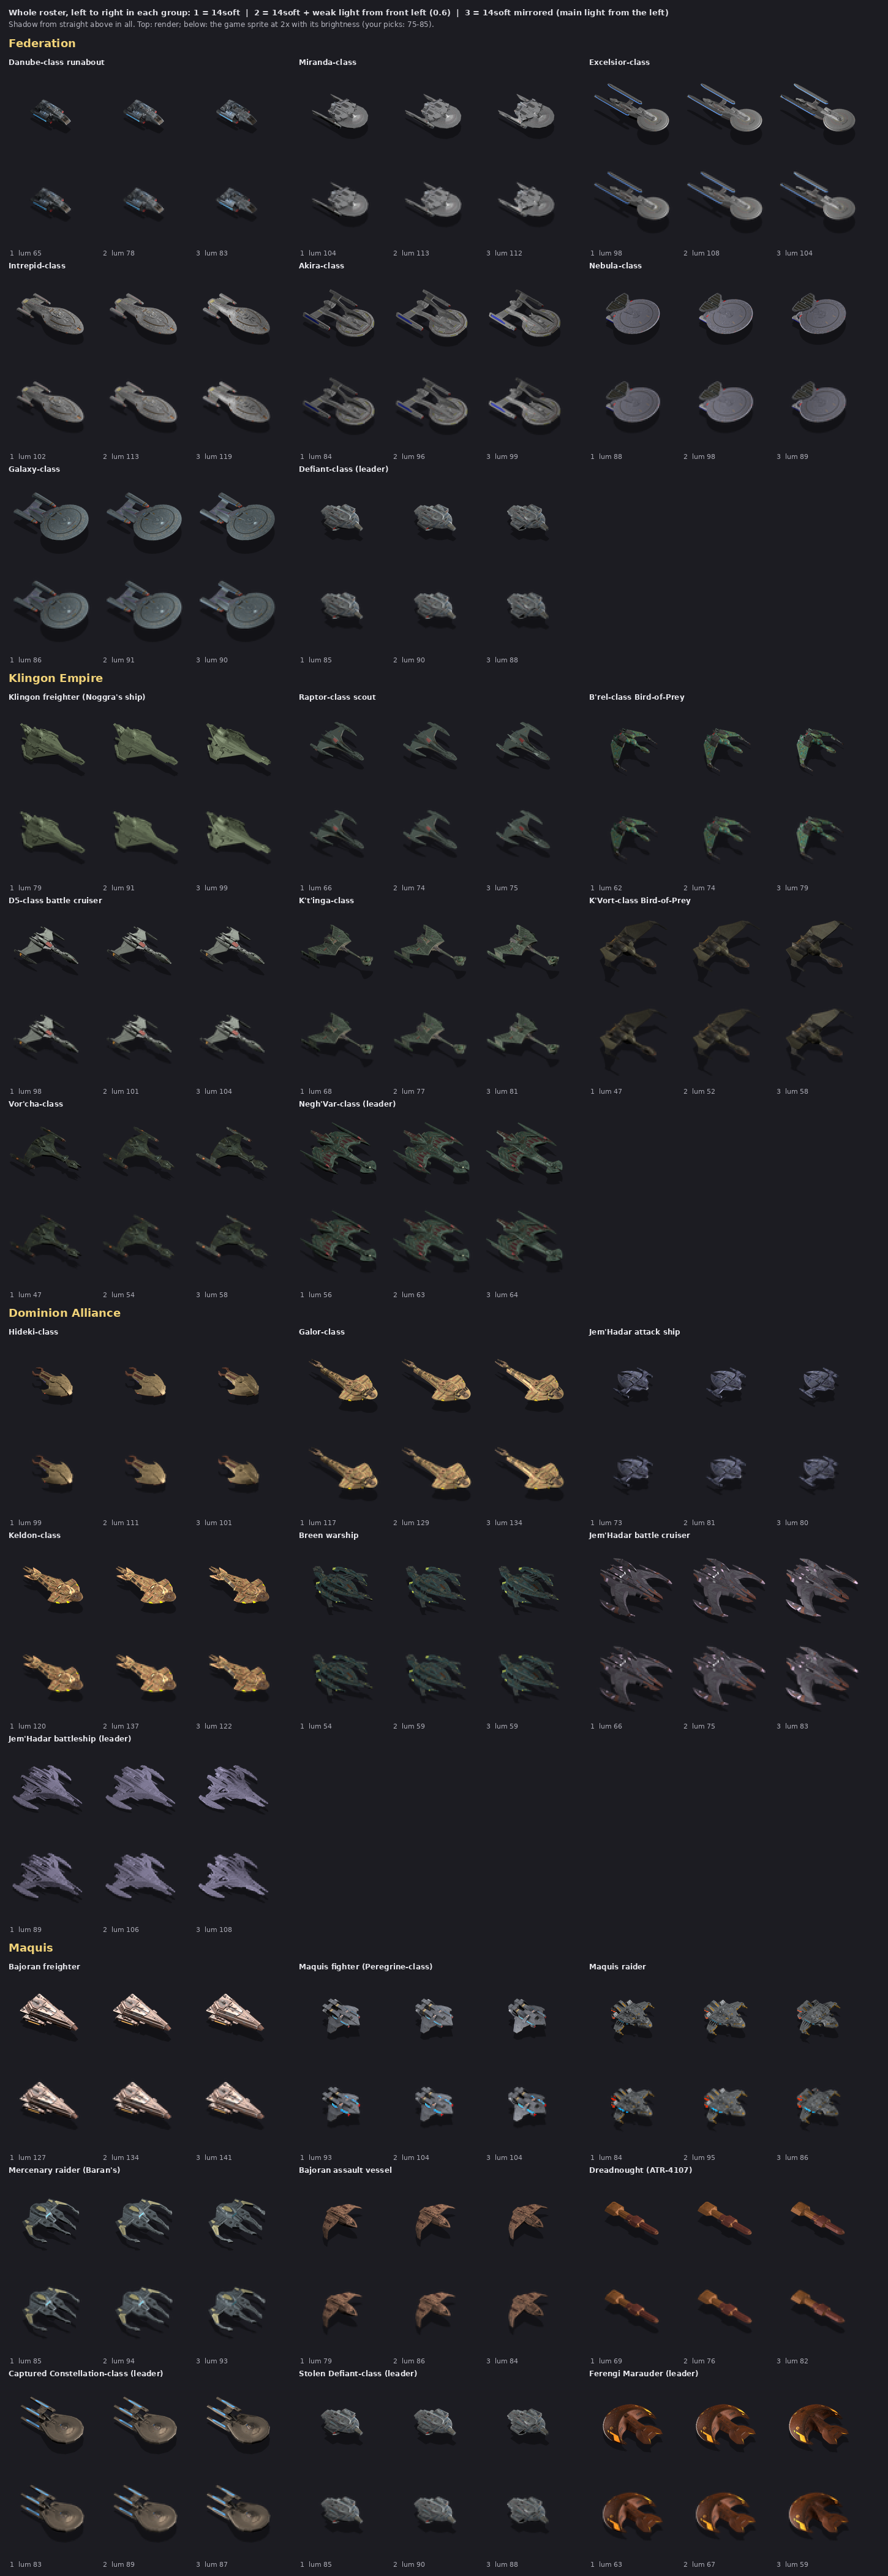 Whole roster, left to right in each group: 1 = 14soft | 2 = 14soft + weak light from front left (0.6) | 3 = 14soft mirrored (main light from the left)
Shadow from straight above in all. Top: render; below: the game sprite at 2x with its brightness (your picks: 75-85).
Federation
Danube-class runabout Miranda-class Excelsior-class
1 lum 65 2 lum 78 3 lum 83 1 lum 104 2 lum 113 3 lum 112 1 lum 98 2 lum 108 3 lum 104
Intrepid-class Akira-class Nebula-class
1 lum 102 2 lum 113 3 lum 119 1 lum 84 2 lum 96 3 lum 99 1 lum 88 2 lum 98 3 lum 89
Galaxy-class Defiant-class (leader)
1 lum 86 2 lum 91 3 lum 90 1 lum 85 2 lum 90 3 lum 88
Klingon Empire
Klingon freighter (Noggra's ship) Raptor-class scout B'rel-class Bird-of-Prey
1 lum 79 2 lum 91 3 lum 99 1 lum 66 2 lum 74 3 lum 75 1 lum 62 2 lum 74 3 lum 79
D5-class battle cruiser K't'inga-class K'Vort-class Bird-of-Prey
1 lum 98 2 lum 101 3 lum 104 1 lum 68 2 lum 77 3 lum 81 1 lum 47 2 lum 52 3 lum 58
Vor'cha-class Negh'Var-class (leader)
1 lum 47 2 lum 54 3 lum 58 1 lum 56 2 lum 63 3 lum 64
Dominion Alliance
Hideki-class Galor-class Jem'Hadar attack ship
1 lum 99 2 lum 111 3 lum 101 1 lum 117 2 lum 129 3 lum 134 1 lum 73 2 lum 81 3 lum 80
Keldon-class Breen warship Jem'Hadar battle cruiser
1 lum 120 2 lum 137 3 lum 122 1 lum 54 2 lum 59 3 lum 59 1 lum 66 2 lum 75 3 lum 83
Jem'Hadar battleship (leader)
1 lum 89 2 lum 106 3 lum 108
Maquis
Bajoran freighter Maquis fighter (Peregrine-class) Maquis raider
1 lum 127 2 lum 134 3 lum 141 1 lum 93 2 lum 104 3 lum 104 1 lum 84 2 lum 95 3 lum 86
Mercenary raider (Baran's) Bajoran assault vessel Dreadnought (ATR-4107)
1 lum 85 2 lum 94 3 lum 93 1 lum 79 2 lum 86 3 lum 84 1 lum 69 2 lum 76 3 lum 82
Captured Constellation-class (leader) Stolen Defiant-class (leader) Ferengi Marauder (leader)
1 lum 83 2 lum 89 3 lum 87 1 lum 85 2 lum 90 3 lum 88 1 lum 63 2 lum 67 3 lum 59